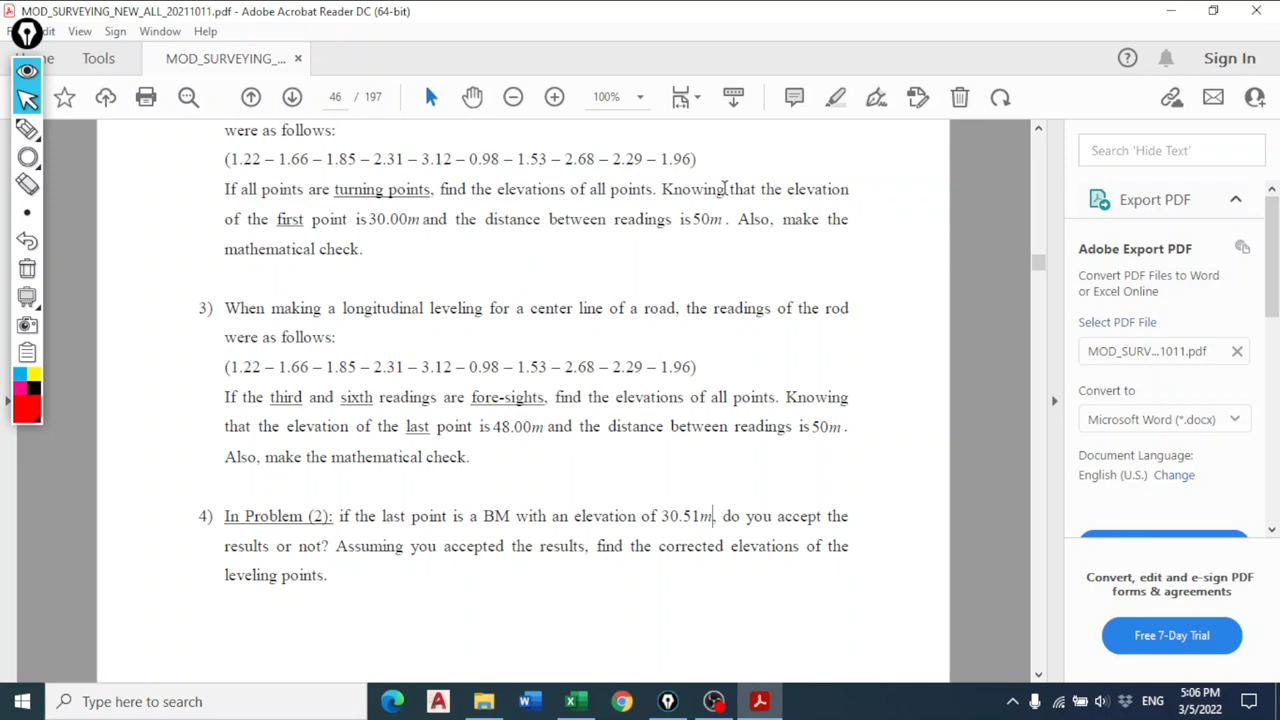 MOD_SURVEYING_NEW_ALL_20211011.pdf - Adobe Acrobat Reader DC (64-bit)
View Sign Window Help
Tools MOD_SURVEYING_... × Sign In
46 / 197 100%
were as follows:
(1.22 – 1.66 – 1.85 – 2.31 – 3.12 – 0.98 – 1.53 – 2.68 – 2.29 – 1.96)
If all points are turning points, find the elevations of all points. Knowing that the elevation
of the first point is 30.00m and the distance between readings is 50m. Also, make the
mathematical check.
3) When making a longitudinal leveling for a center line of a road, the readings of the rod
were as follows:
(1.22 – 1.66 – 1.85 – 2.31 – 3.12 – 0.98 – 1.53 – 2.68 – 2.29 – 1.96)
If the third and sixth readings are fore-sights, find the elevations of all points. Knowing
that the elevation of the last point is 48.00m and the distance between readings is 50m.
Also, make the mathematical check.
4) In Problem (2): if the last point is a BM with an elevation of 30.51m, do you accept the
results or not? Assuming you accepted the results, find the corrected elevations of the
leveling points.
Search 'Hide Text'
Export PDF
Adobe Export PDF
Convert PDF Files to Word
or Excel Online
Select PDF File
MOD_SURV...1011.pdf
Convert to
Microsoft Word (*.docx)
Document Language:
English (U.S.) Change
Convert, edit and e-sign PDF
forms & agreements
Free 7-Day Trial
Type here to search
ENG
5:06 PM
3/5/2022